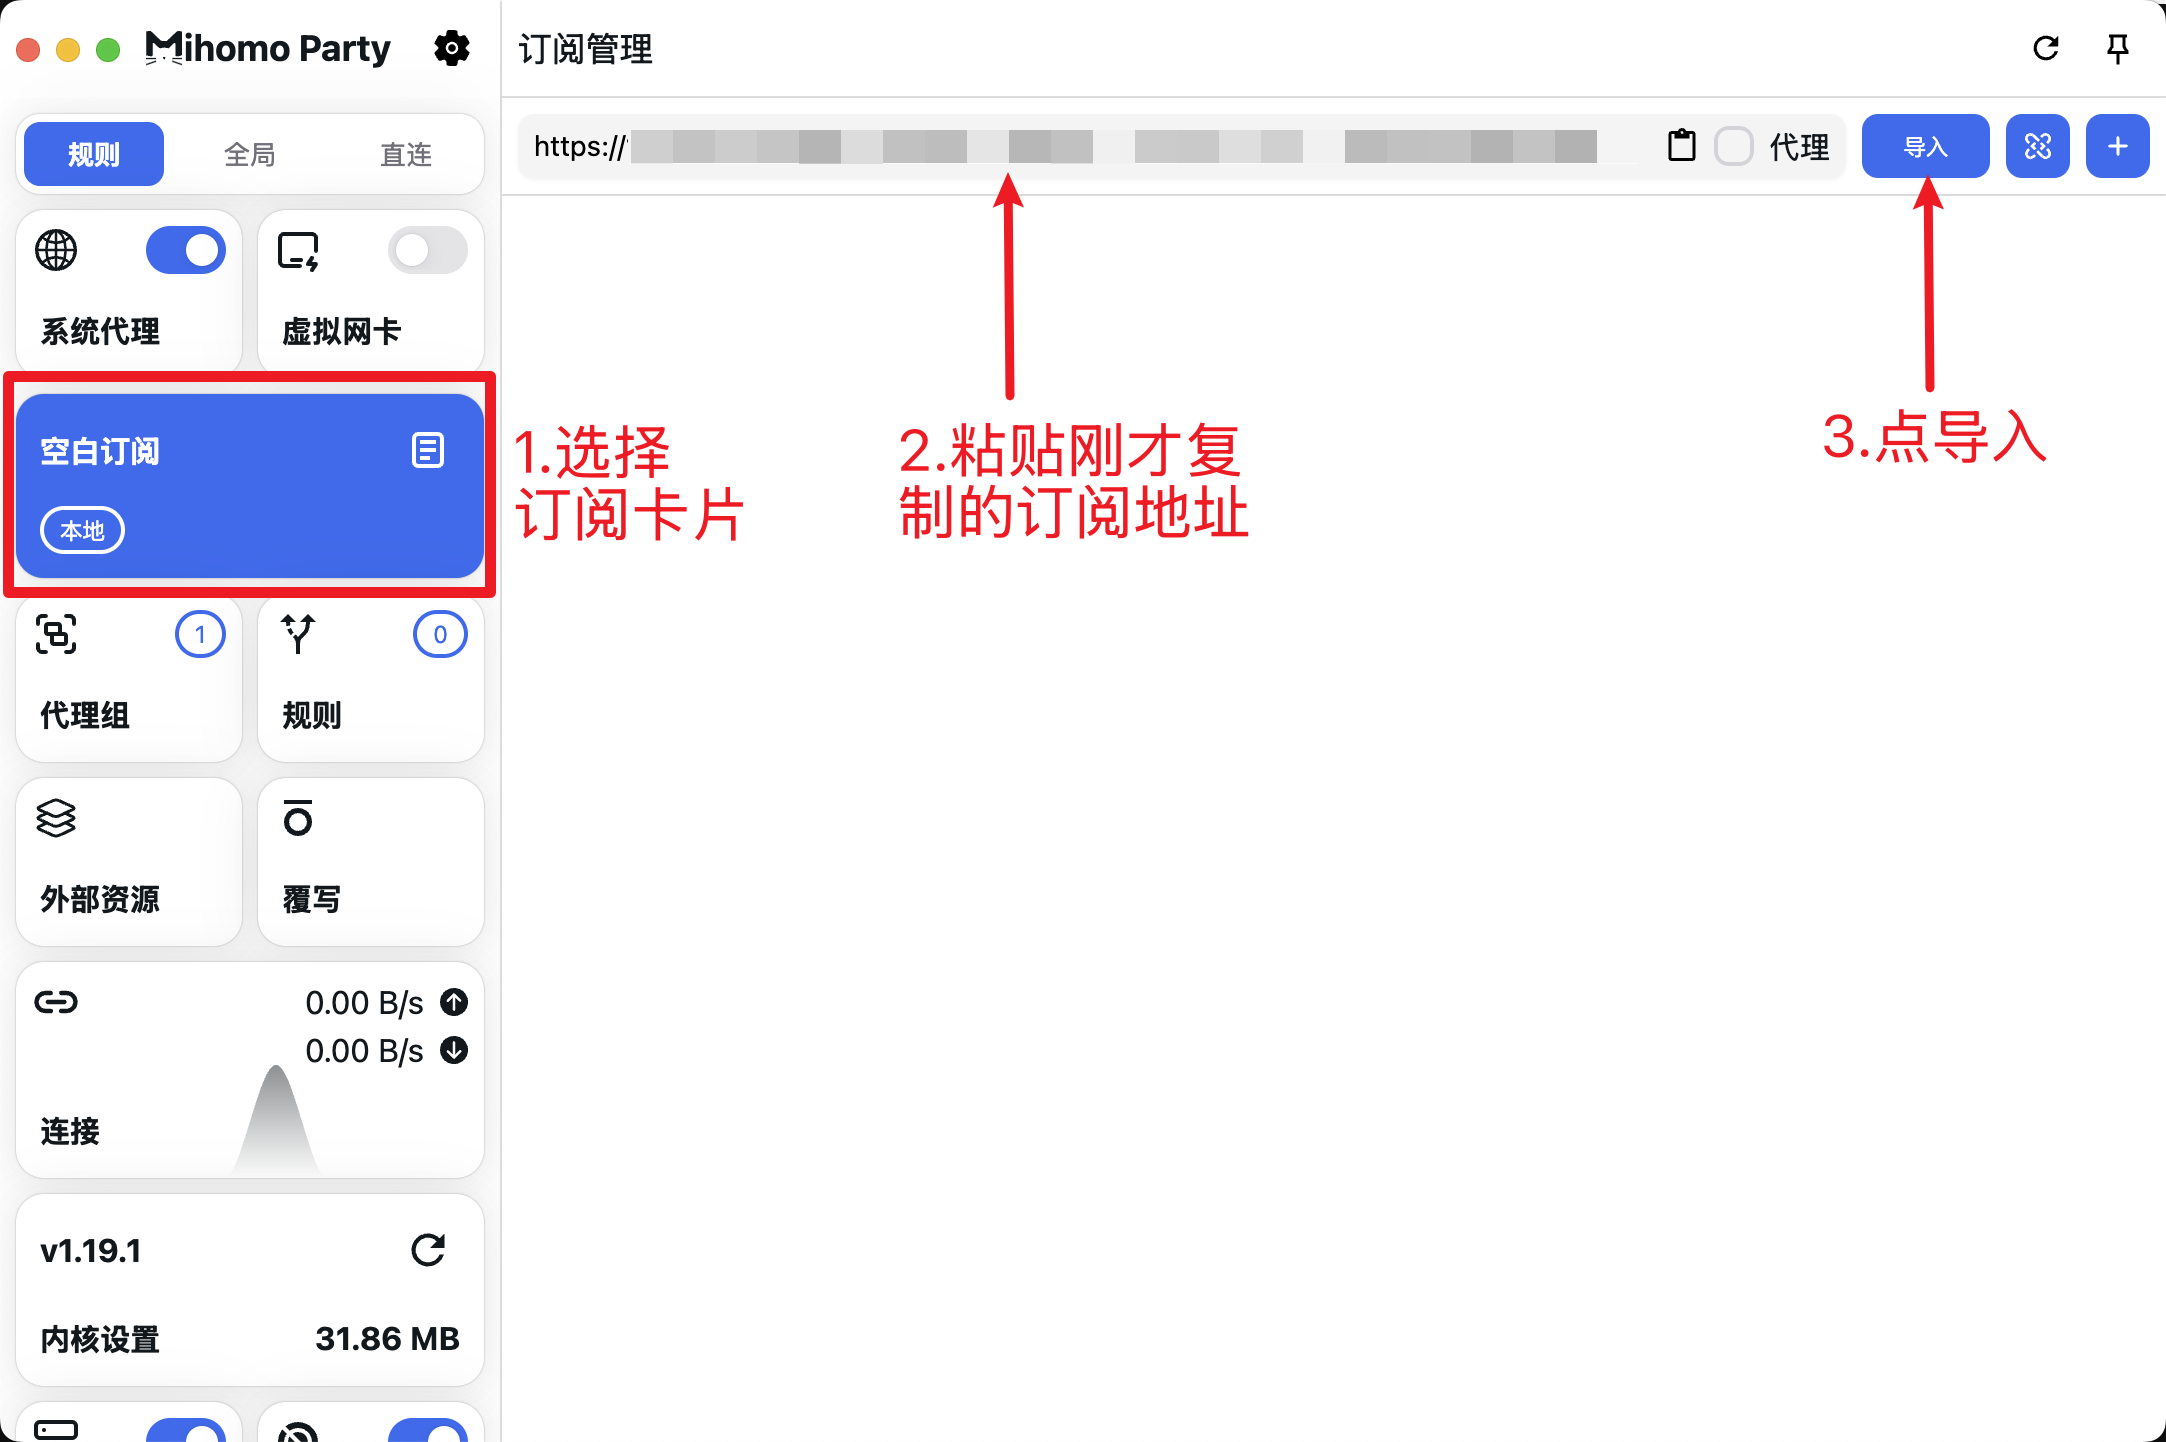 Mihomo Party
订阅管理
规则 全局 直连
https://
代理
导入
系统代理
虚拟网卡
空白订阅
本地
1.选择
订阅卡片
2.粘贴刚才复
制的订阅地址
3.点导入
1
代理组
0
规则
外部资源
覆写
0.00 B/s
0.00 B/s
连接
v1.19.1
内核设置
31.86 MB